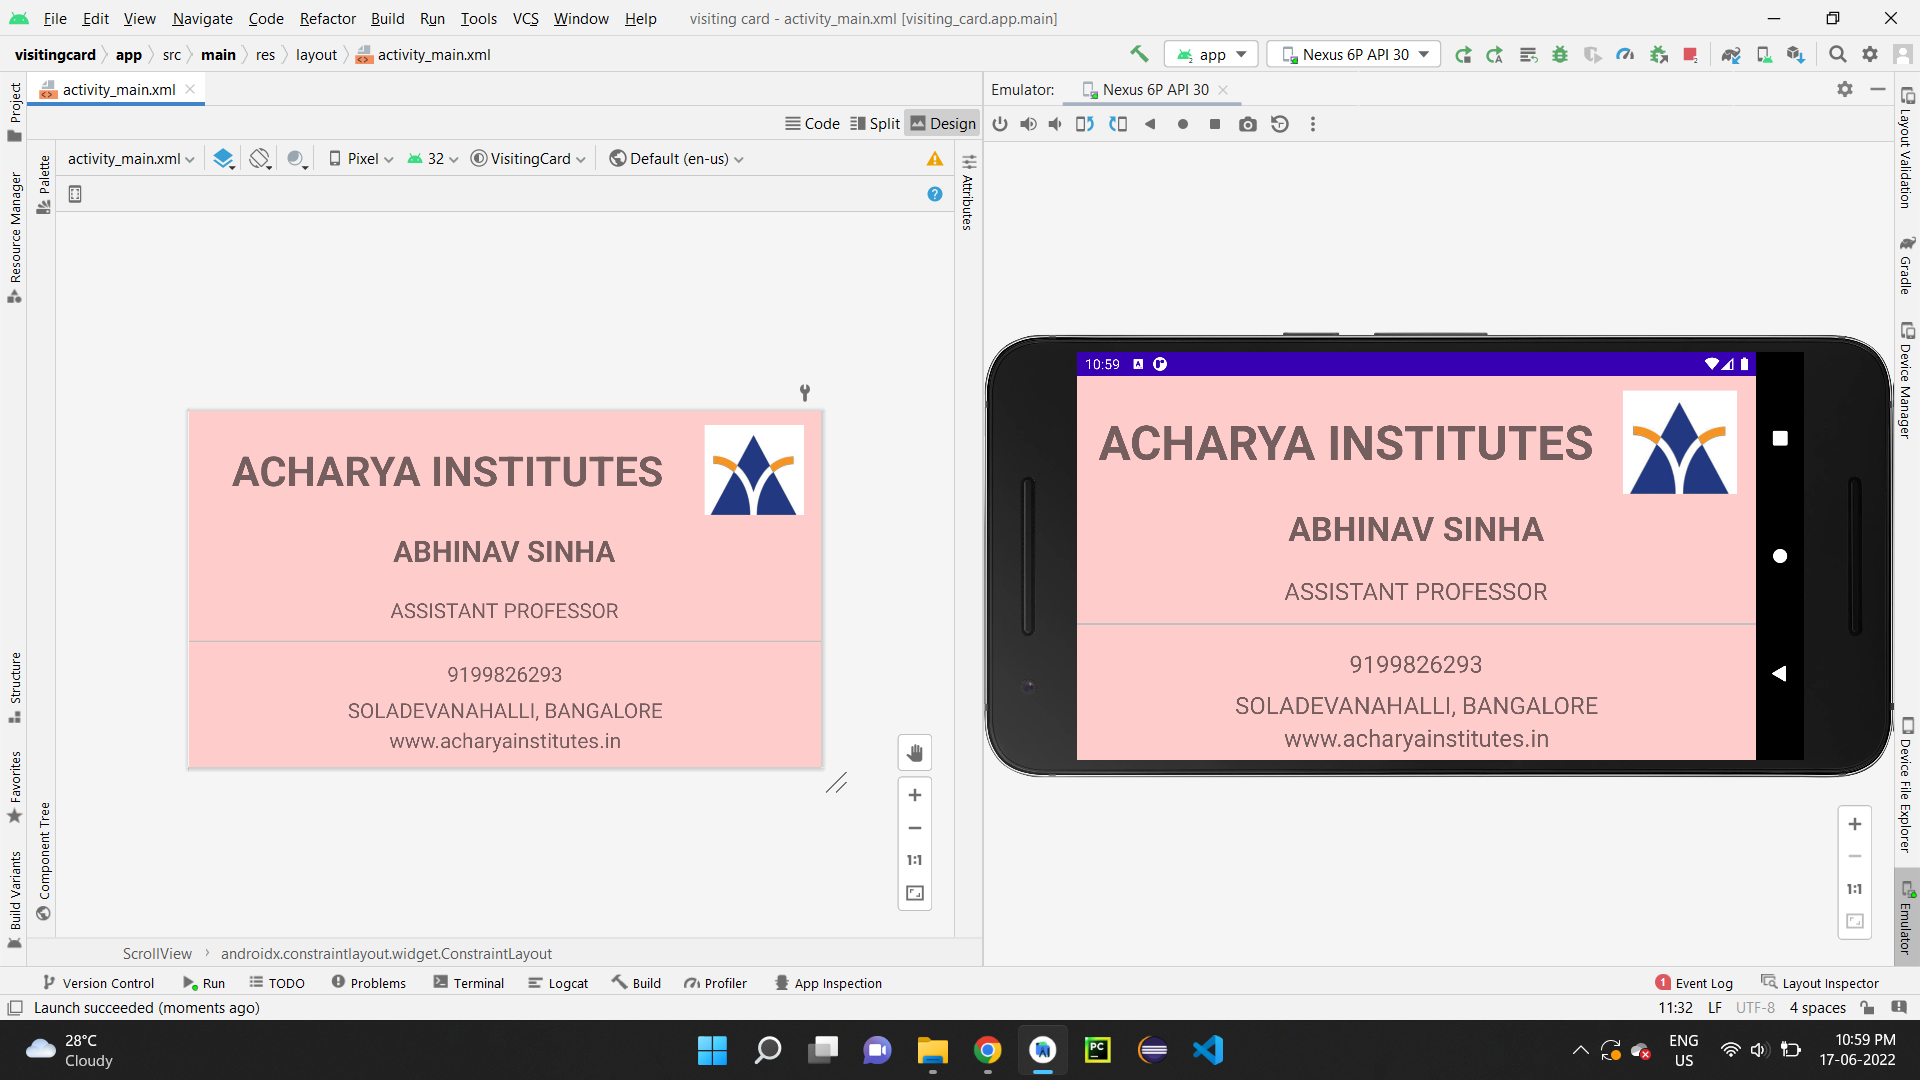 File Edit View Navigate Code Refactor Build Run Tools VCS Window Help visiting card - activity_main.xml [visiting_card.app.main]
visitingcard app src main res layout activity_main.xml app Nexus 6P API 30
activity_main.xml
Emulator: Nexus 6P API 30
Code Split Design
activity_main.xml Pixel 32 VisitingCard Default (en-us)
Project
Resource Manager
Structure
Favorites
Build Variants
Palette
Component Tree
Attributes
ACHARYA INSTITUTES
ABHINAV SINHA
ASSISTANT PROFESSOR
9199826293
SOLADEVANAHALLI, BANGALORE
www.acharyainstitutes.in
1:1
10:59
ACHARYA INSTITUTES
ABHINAV SINHA
ASSISTANT PROFESSOR
9199826293
SOLADEVANAHALLI, BANGALORE
www.acharyainstitutes.in
1:1
Layout Validation
Gradle
Device Manager
Device File Explorer
Emulator
ScrollView androidx.constraintlayout.widget.ConstraintLayout
Version Control Run TODO Problems Terminal Logcat Build Profiler App Inspection 1 Event Log Layout Inspector
Launch succeeded (moments ago) 11:32 LF UTF-8 4 spaces
28°C
Cloudy
PC
ENG
US
10:59 PM
17-06-2022